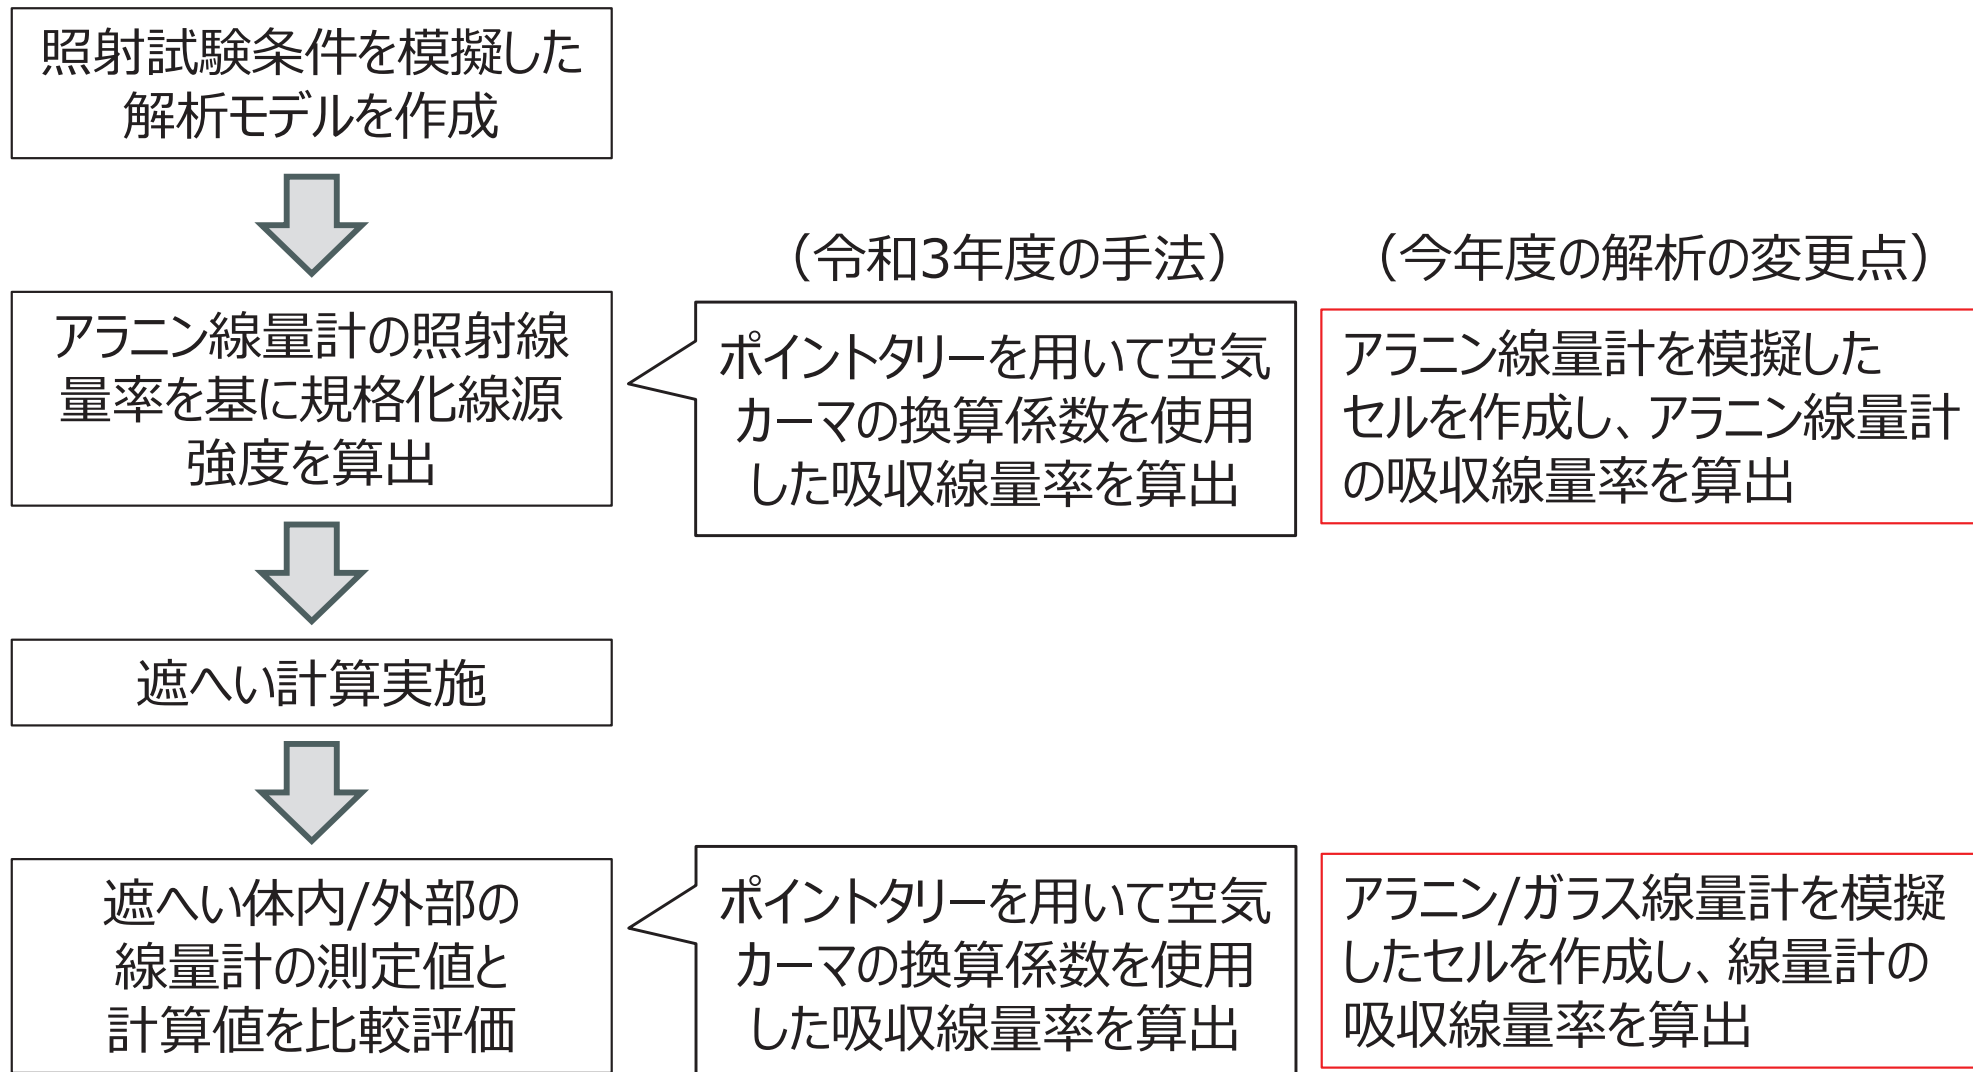 照射試験条件を模擬した
解析モデルを作成
（令和3年度の手法）
（今年度の解析の変更点）
アラニン線量計の照射線
量率を基に規格化線源
強度を算出
ポイントタリーを用いて空気
カーマの換算係数を使用
した吸収線量率を算出
アラニン線量計を模擬した
セルを作成し、アラニン線量計
の吸収線量率を算出
遮へい計算実施
遮へい体内/外部の
線量計の測定値と
計算値を比較評価
ポイントタリーを用いて空気
カーマの換算係数を使用
した吸収線量率を算出
アラニン/ガラス線量計を模擬
したセルを作成し、線量計の
吸収線量率を算出